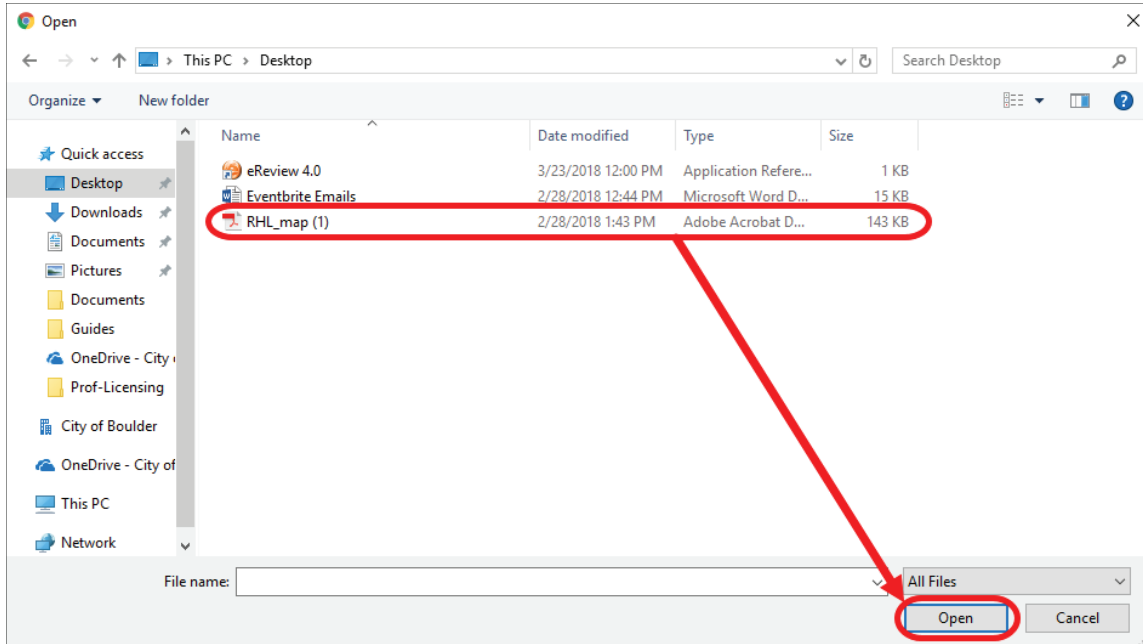 Open
This PC > Desktop
Search Desktop
Organize
New folder
Name
Date modified
Type
Size
Quick access
Desktop
Downloads
Documents
Pictures
Documents
Guides
OneDrive - City
Prof-Licensing
City of Boulder
OneDrive - City of
This PC
Network
eReview 4.0 3/23/2018 12:00 PM Application Refere... 1 KB
Eventbrite Emails 2/28/2018 12:44 PM Microsoft Word D... 15 KB
RHL_map (1) 2/28/2018 1:43 PM Adobe Acrobat D... 143 KB
File name:
All Files
Open
Cancel